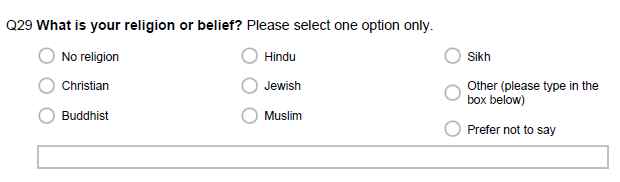 Q29 What is your religion or belief? Please select one option only.
No religion
Christian
Buddhist
Hindu
Jewish
Muslim
Sikh
Other (please type in the
box below)
Prefer not to say